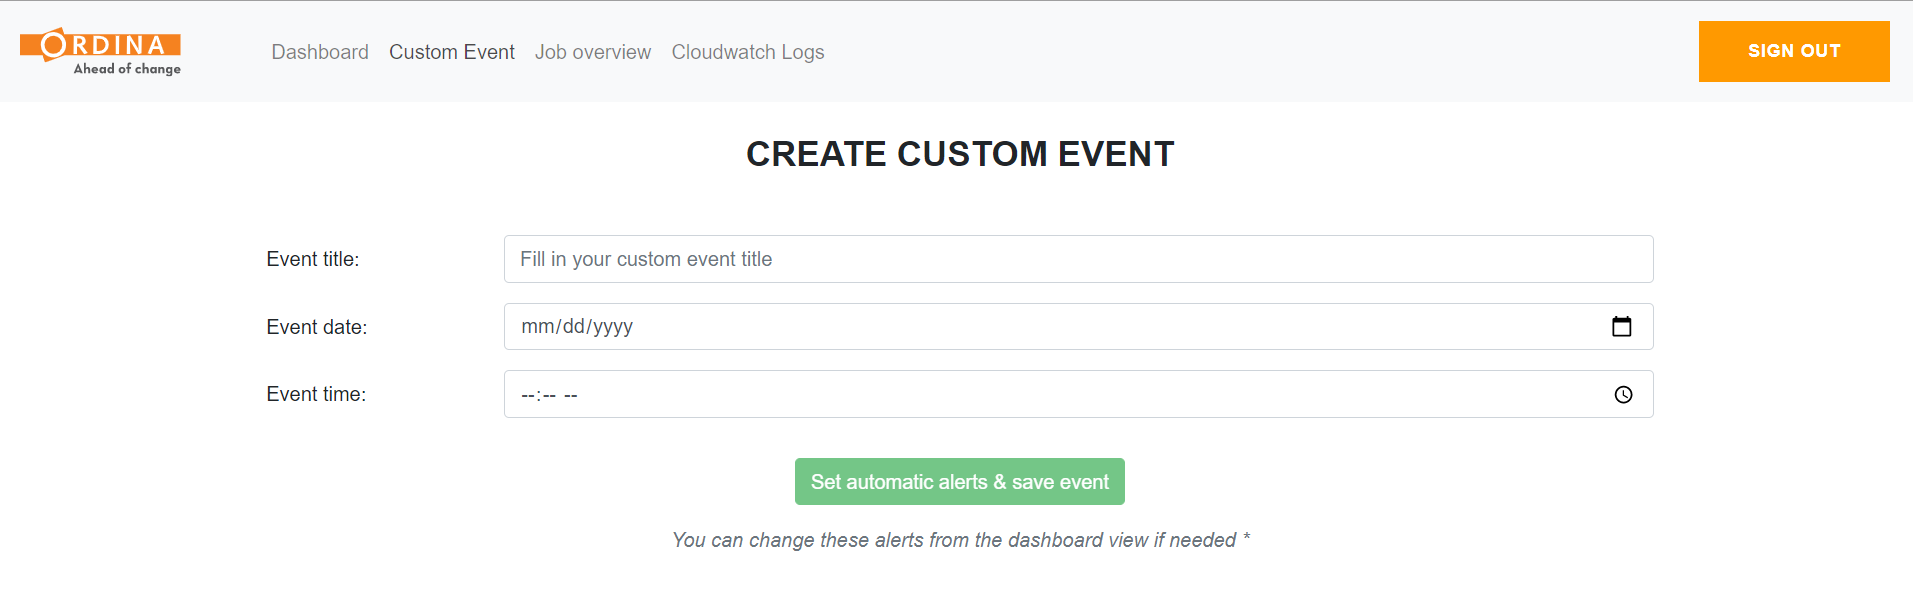 ORDINA
Ahead of change
Dashboard Custom Event Job overview Cloudwatch Logs
SIGN OUT
CREATE CUSTOM EVENT
Event title: Fill in your custom event title
Event date: mm/dd/yyyy
Event time: --:-- --
Set automatic alerts & save event
You can change these alerts from the dashboard view if needed *